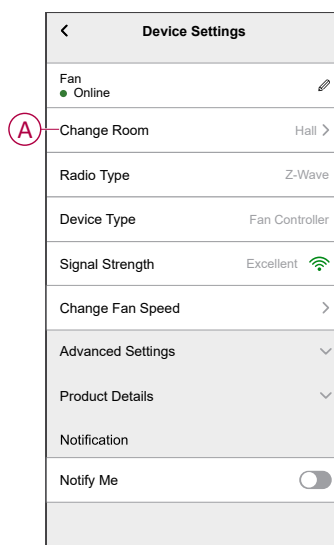 Device Settings
Fan
Online
A
Change Room Hall
Radio Type Z-Wave
Device Type Fan Controller
Signal Strength Excellent
Change Fan Speed
Advanced Settings
Product Details
Notification
Notify Me